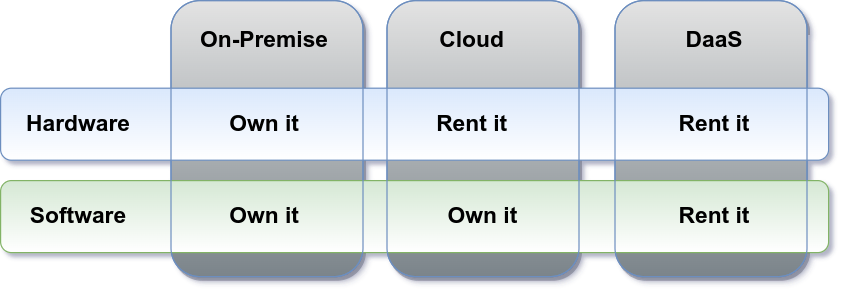 On-Premise Cloud DaaS
Hardware Own it Rent it Rent it
Software Own it Own it Rent it